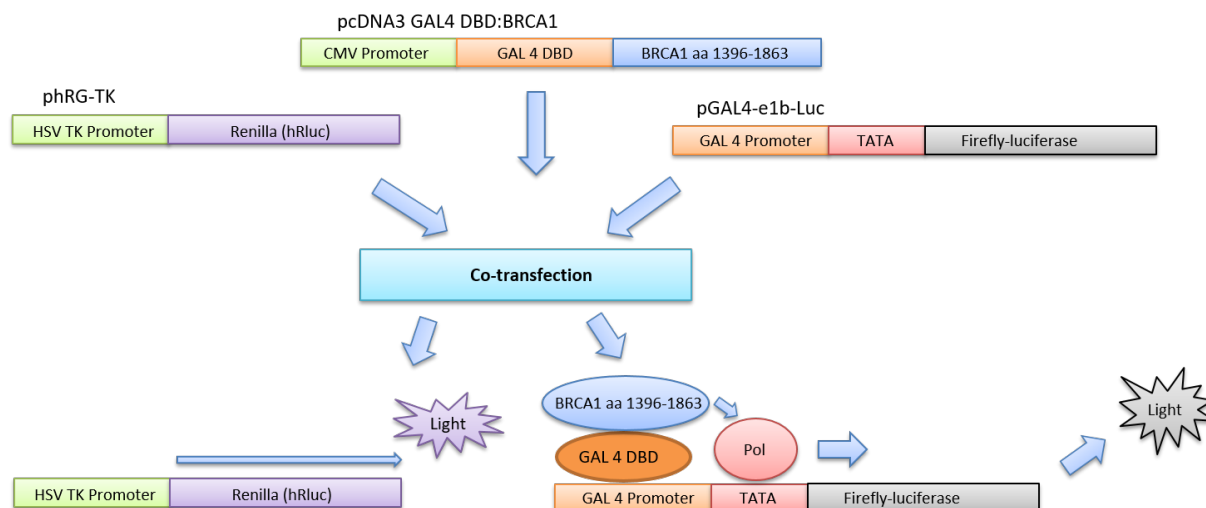 pcDNA3 GAL4 DBD:BRCA1
CMV Promoter GAL 4 DBD BRCA1 aa 1396-1863
phRG-TK
HSV TK Promoter Renilla (hRluc)
pGAL4-e1b-Luc
GAL 4 Promoter TATA Firefly-luciferase
Co-transfection
Light
BRCA1 aa 1396-1863
Light
GAL 4 DBD
Pol
HSV TK Promoter Renilla (hRluc)
GAL 4 Promoter TATA Firefly-luciferase